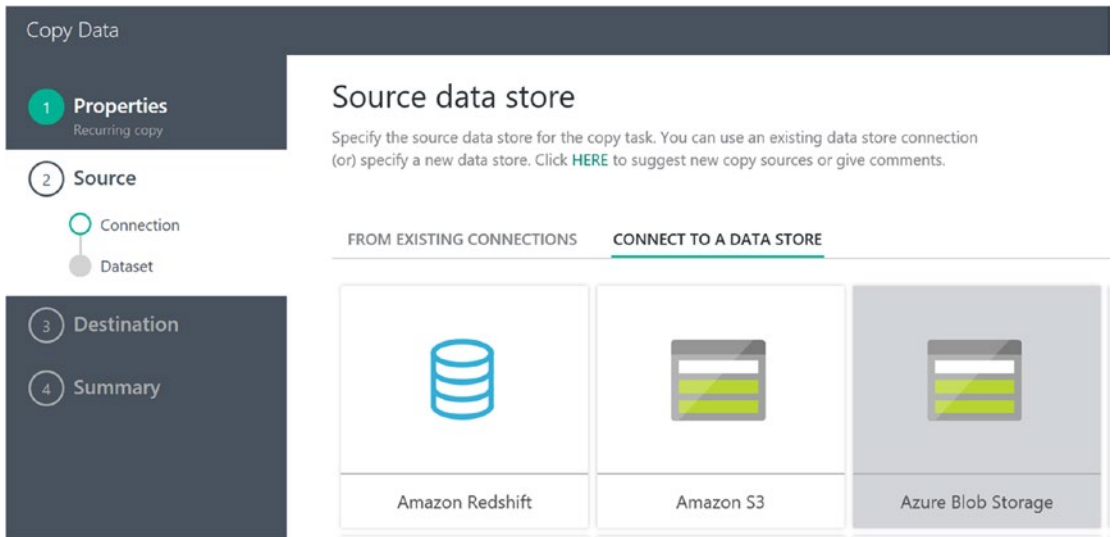 Copy Data
1 Properties
Recurring copy
2 Source
Connection
Dataset
3 Destination
4 Summary
Source data store
Specify the source data store for the copy task. You can use an existing data store connection
(or) specify a new data store. Click HERE to suggest new copy sources or give comments.
FROM EXISTING CONNECTIONS CONNECT TO A DATA STORE
Amazon Redshift Amazon S3 Azure Blob Storage